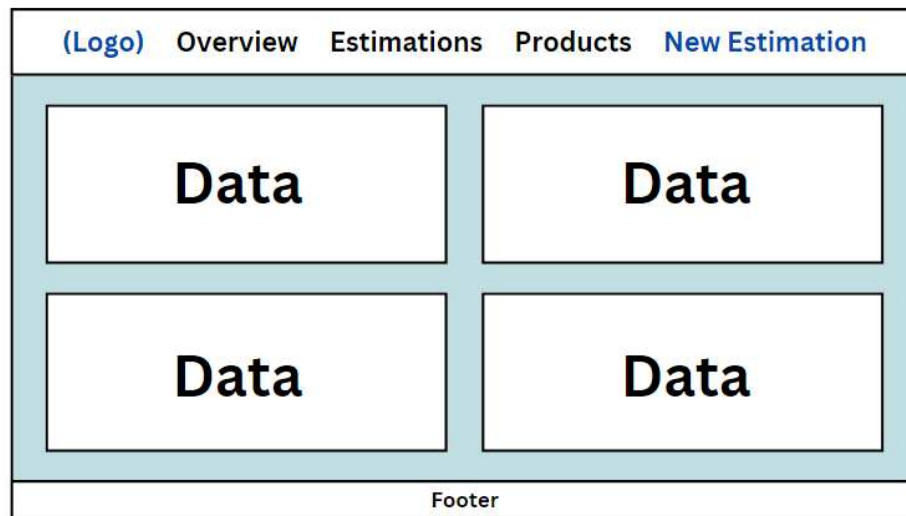 (Logo) Overview Estimations Products New Estimation
Data Data
Data Data
Footer